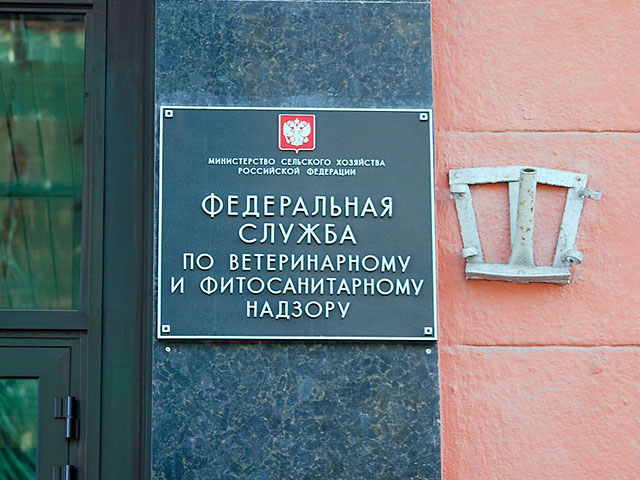 МИНИСТЕРСТВО СЕЛЬСКОГО ХОЗЯЙСТВА
РОССИЙСКОЙ ФЕДЕРАЦИИ
ФЕДЕРАЛЬНАЯ
СЛУЖБА
ПО ВЕТЕРИНАРНОМУ
И ФИТОСАНИТАРНОМУ
НАДЗОРУ